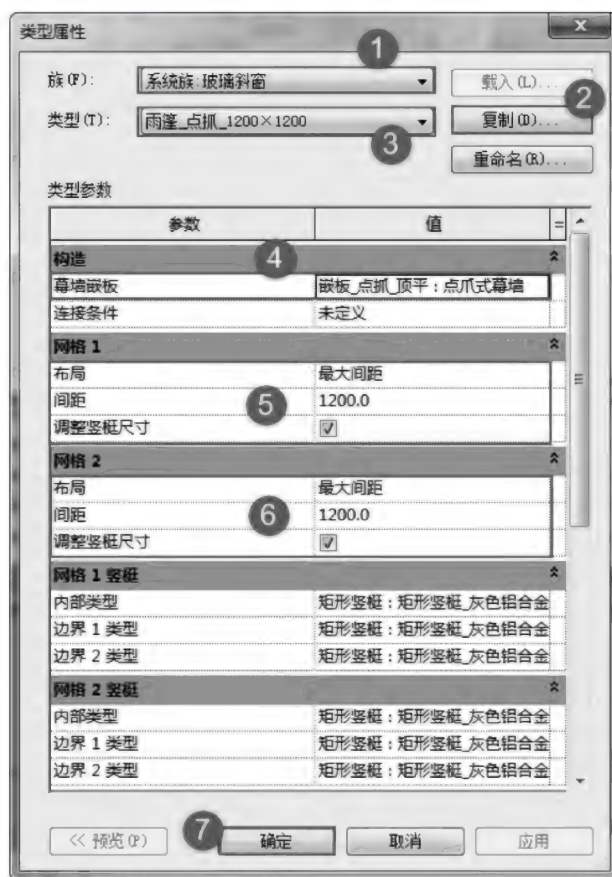 类型属性
1
族(F): 系统族:玻璃斜窗 载入(L)...
2
类型(T): 雨篷_点抓_1200×1200 复制(D)...
3
重命名(R)...
类型参数
参数 值 =
构造 4
幕墙嵌板 嵌板_点抓_顶平:点爪式幕墙
连接条件 未定义
网格 1
布局 最大间距
间距 5 1200.0
调整竖梃尺寸
网格 2
布局 最大间距
间距 6 1200.0
调整竖梃尺寸
网格 1 竖梃
内部类型 矩形竖梃:矩形竖梃_灰色铝合金
边界 1 类型 矩形竖梃:矩形竖梃_灰色铝合金
边界 2 类型 矩形竖梃:矩形竖梃_灰色铝合金
网格 2 竖梃
内部类型 矩形竖梃:矩形竖梃_灰色铝合金
边界 1 类型 矩形竖梃:矩形竖梃_灰色铝合金
边界 2 类型 矩形竖梃:矩形竖梃_灰色铝合金
<< 预览(P) 7 确定 取消 应用